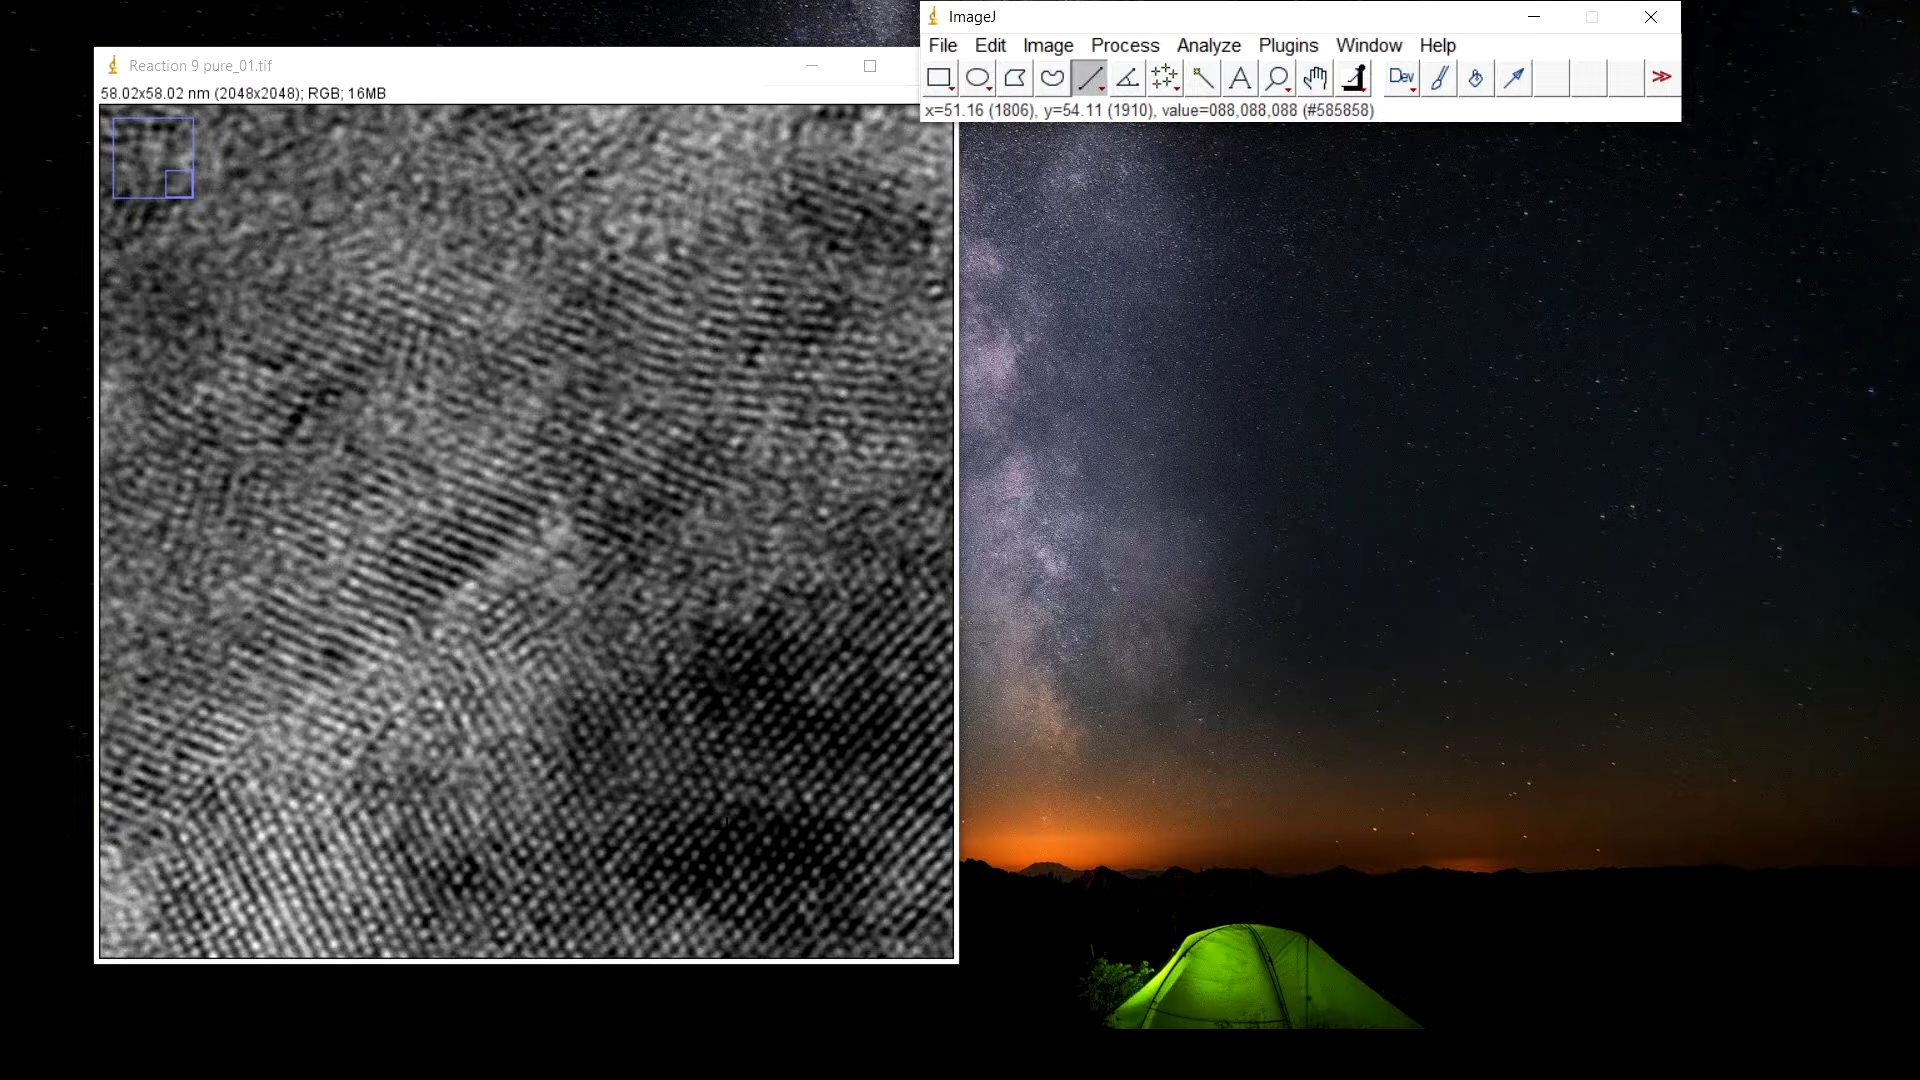 ImageJ
File Edit Image Process Analyze Plugins Window Help
Dev
x=51.16 (1806), y=54.11 (1910), value=088,088,088 (#585858)
Reaction 9 pure_01.tif
58.02x58.02 nm (2048x2048); RGB; 16MB